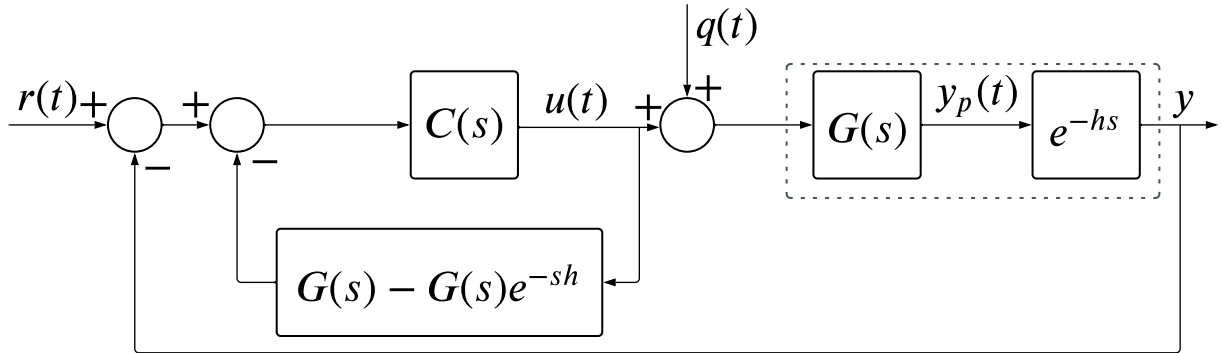 q(t)
+
r(t) + + C(s) u(t) + G(s) y_p(t) e^{-hs} y
− −
G(s) − G(s)e^{-sh}